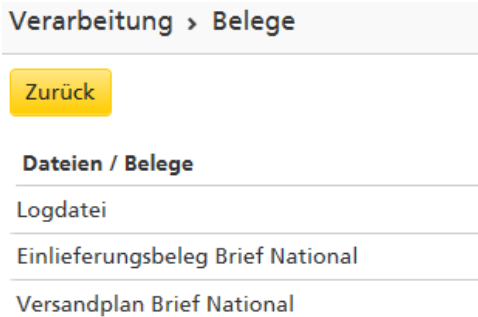 Verarbeitung › Belege
Zurück
Dateien / Belege
Logdatei
Einlieferungsbeleg Brief National
Versandplan Brief National